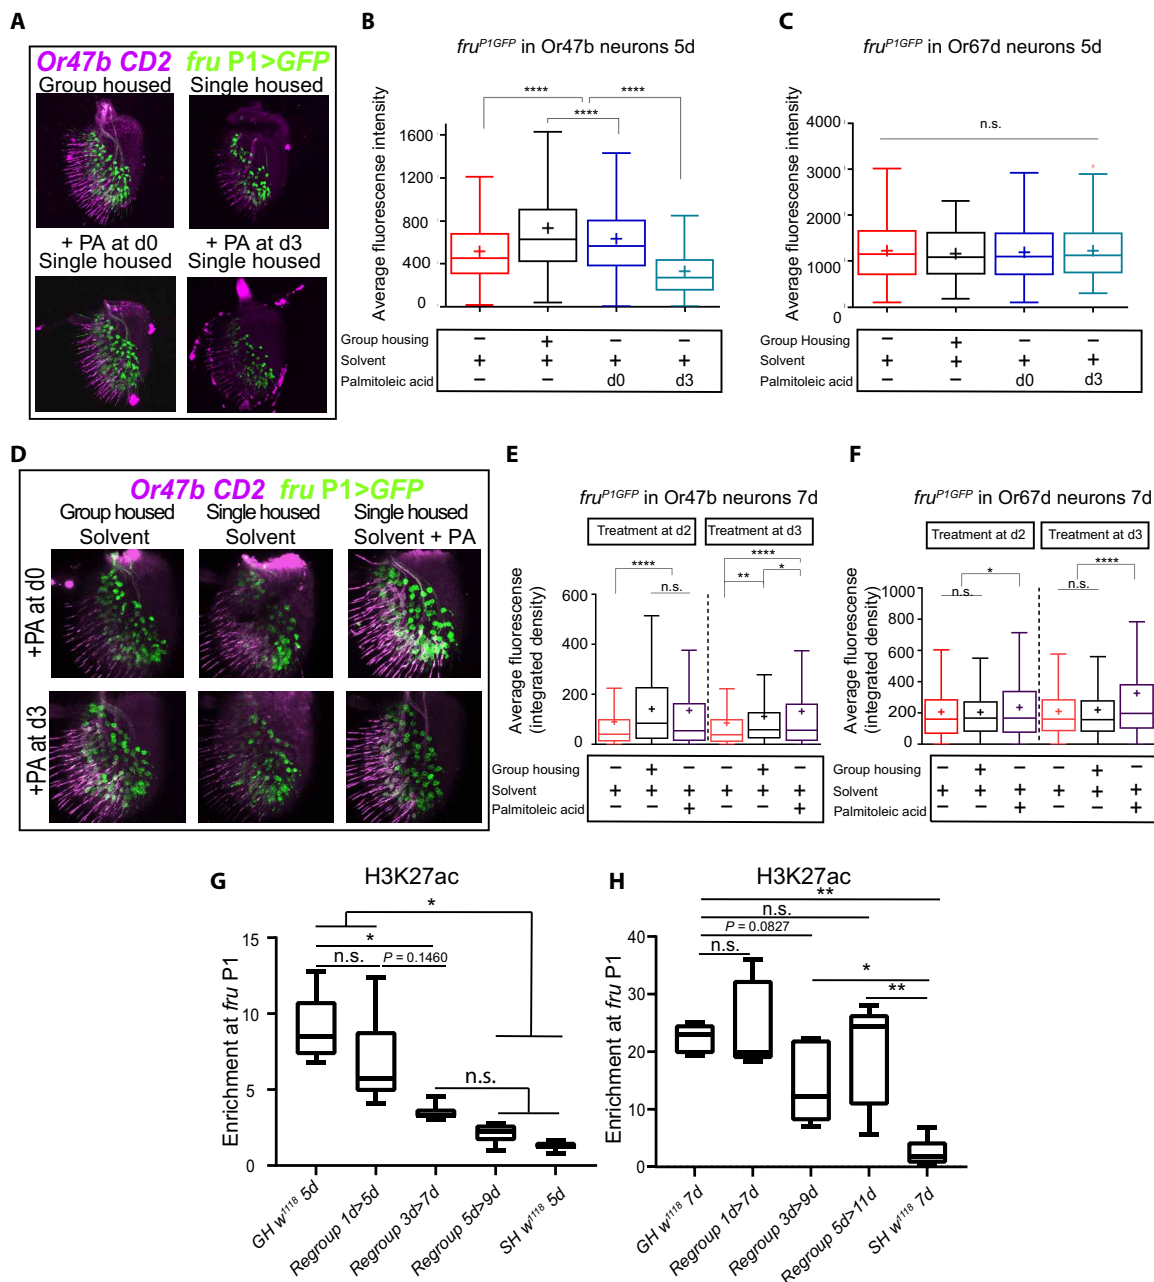 A
Or47b CD2 fru P1>GFP
Group housed Single housed
+ PA at d0 + PA at d3
Single housed Single housed
B
fruP1GFP in Or47b neurons 5d
Average fluorescense intensity
1600
1200
800
400
0
**** ****
****
+ + + +
Group housing − + − −
Solvent + + + +
Palmitoleic acid − − d0 d3
C
fruP1GFP in Or67d neurons 5d
Average fluorescense intensity
4000
3000
2000
1000
0
n.s.
+ + + +
Group Housing − + − −
Solvent + + + +
Palmitoleic acid − − d0 d3
D
Or47b CD2 fru P1>GFP
Group housed Single housed Single housed
Solvent Solvent Solvent + PA
+PA at d0
+PA at d3
E
fruP1GFP in Or47b neurons 7d
Treatment at d2 Treatment at d3
Average fluorescense
(integrated density)
600
400
200
0
**** n.s. **** ** *
+ + + + + +
Group housing − + − − + −
Solvent + + + + + +
Palmitoleic acid − − + − − +
F
fruP1GFP in Or67d neurons 7d
Treatment at d2 Treatment at d3
Average fluorescense
(integrated density)
1000
800
600
400
200
0
n.s. * n.s. ****
+ + + + + +
Group housing − + − − + −
Solvent + + + + + +
Palmitoleic acid − − + − − +
G
H3K27ac
Enrichment at fru P1
15
10
5
0
*
*
n.s. P = 0.1460
n.s.
GH w1118 5d
Regroup 1d>5d
Regroup 3d>7d
Regroup 5d>9d
SH w1118 5d
H
H3K27ac
Enrichment at fru P1
40
30
20
10
0
**
n.s.
P = 0.0827
n.s.
*
**
GH w1118 7d
Regroup 1d>7d
Regroup 3d>9d
Regroup 5d>11d
SH w1118 7d